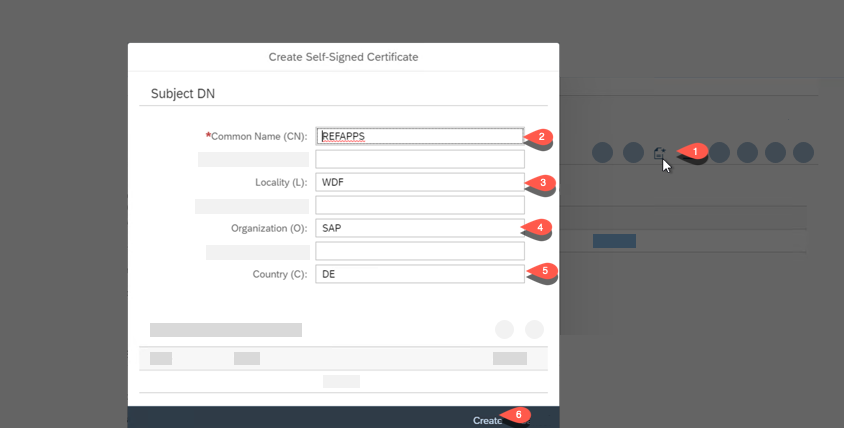 Create Self-Signed Certificate
Subject DN
*Common Name (CN): REFAPPS 2
1
Locality (L): WDF 3
Organization (O): SAP 4
Country (C): DE 5
Create 6